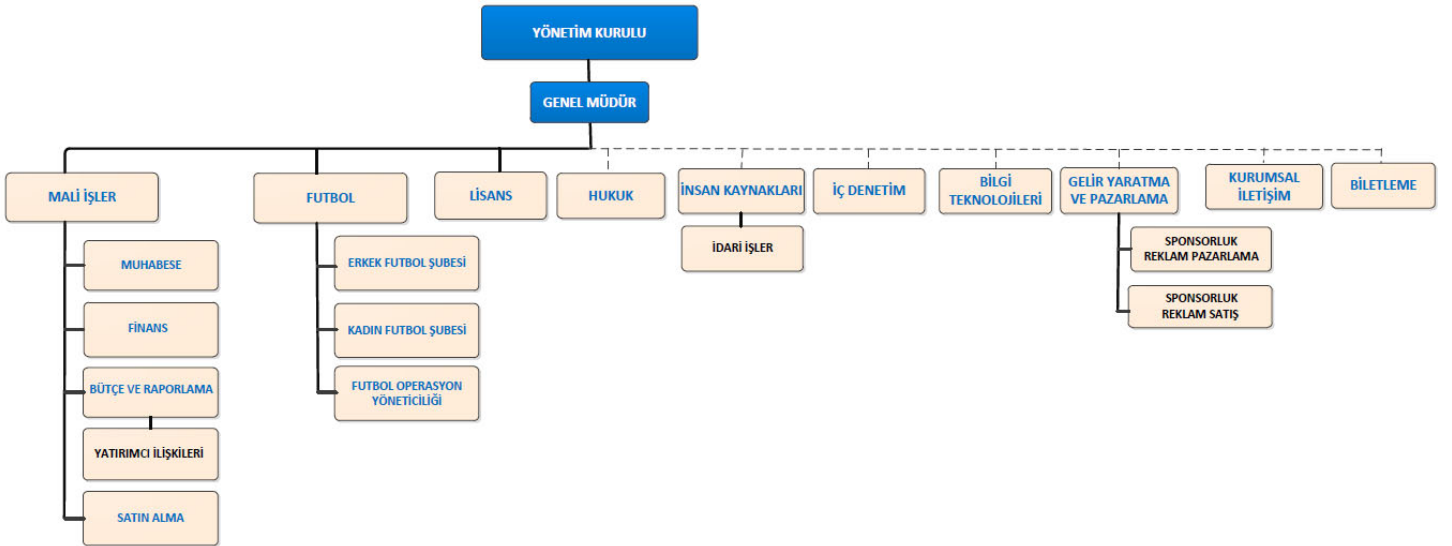 YÖNETİM KURULU
GENEL MÜDÜR
MALİ İŞLER
FUTBOL
LİSANS
HUKUK
İNSAN KAYNAKLARI
İÇ DENETİM
BİLGİ
TEKNOLOJİLERİ
GELİR YARATMA
VE PAZARLAMA
KURUMSAL
İLETİŞİM
BİLETLEME
MUHABESE
FİNANS
BÜTÇE VE RAPORLAMA
YATIRIMCI İLİŞKİLERİ
SATIN ALMA
ERKEK FUTBOL ŞUBESİ
KADIN FUTBOL ŞUBESİ
FUTBOL OPERASYON
YÖNETİCİLİĞİ
İDARİ İŞLER
SPONSORLUK
REKLAM PAZARLAMA
SPONSORLUK
REKLAM SATIŞ